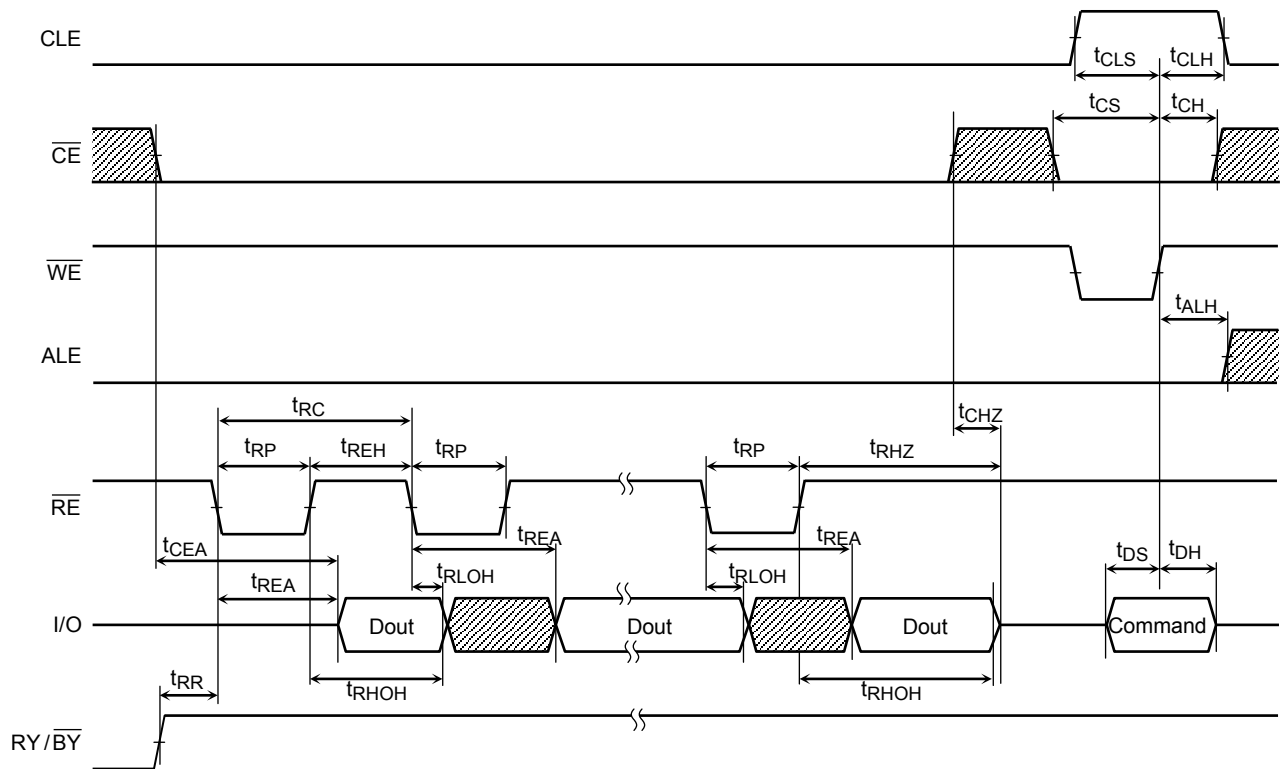 CLE
tCLS tCLH
tCS tCH
CE
WE
tALH
ALE
tRC
tCHZ
tRP tREH tRP tRP tRHZ
RE
tCEA tREA tREA
tREA tRLOH tRLOH tDS tDH
I/O Dout Dout Dout Command
tRR tRHOH tRHOH
RY/BY